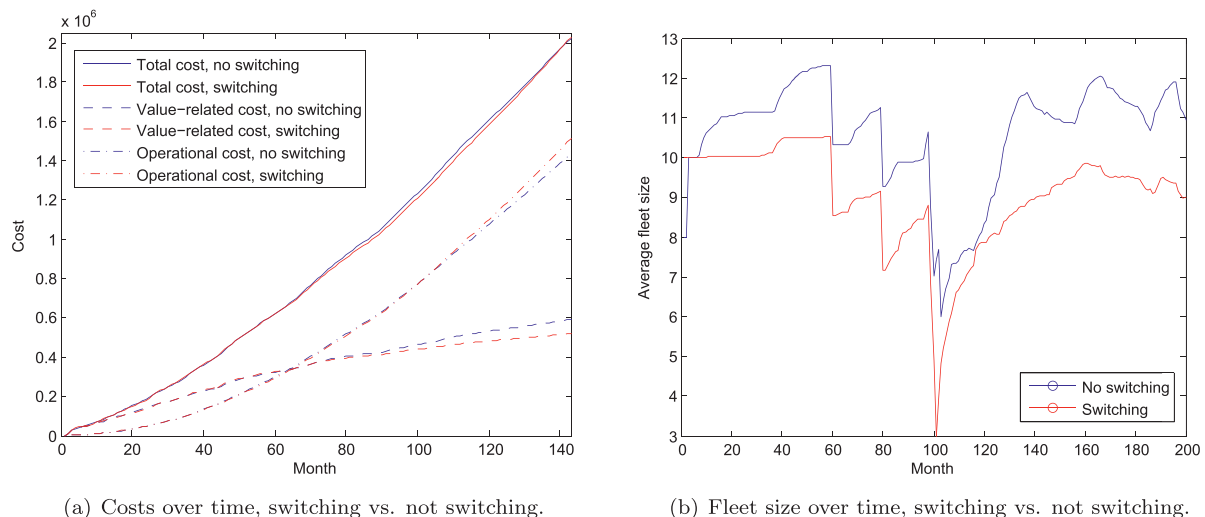 x 10⁶
2
1.8
1.6
1.4
1.2
1
0.8
0.6
0.4
0.2
0
Cost
Total cost, no switching
Total cost, switching
Value−related cost, no switching
Value−related cost, switching
Operational cost, no switching
Operational cost, switching
0 20 40 60 80 100 120 140
Month
(a) Costs over time, switching vs. not switching.
13
12
11
10
9
8
7
6
5
4
3
Average fleet size
No switching
Switching
0 20 40 60 80 100 120 140 160 180 200
Month
(b) Fleet size over time, switching vs. not switching.